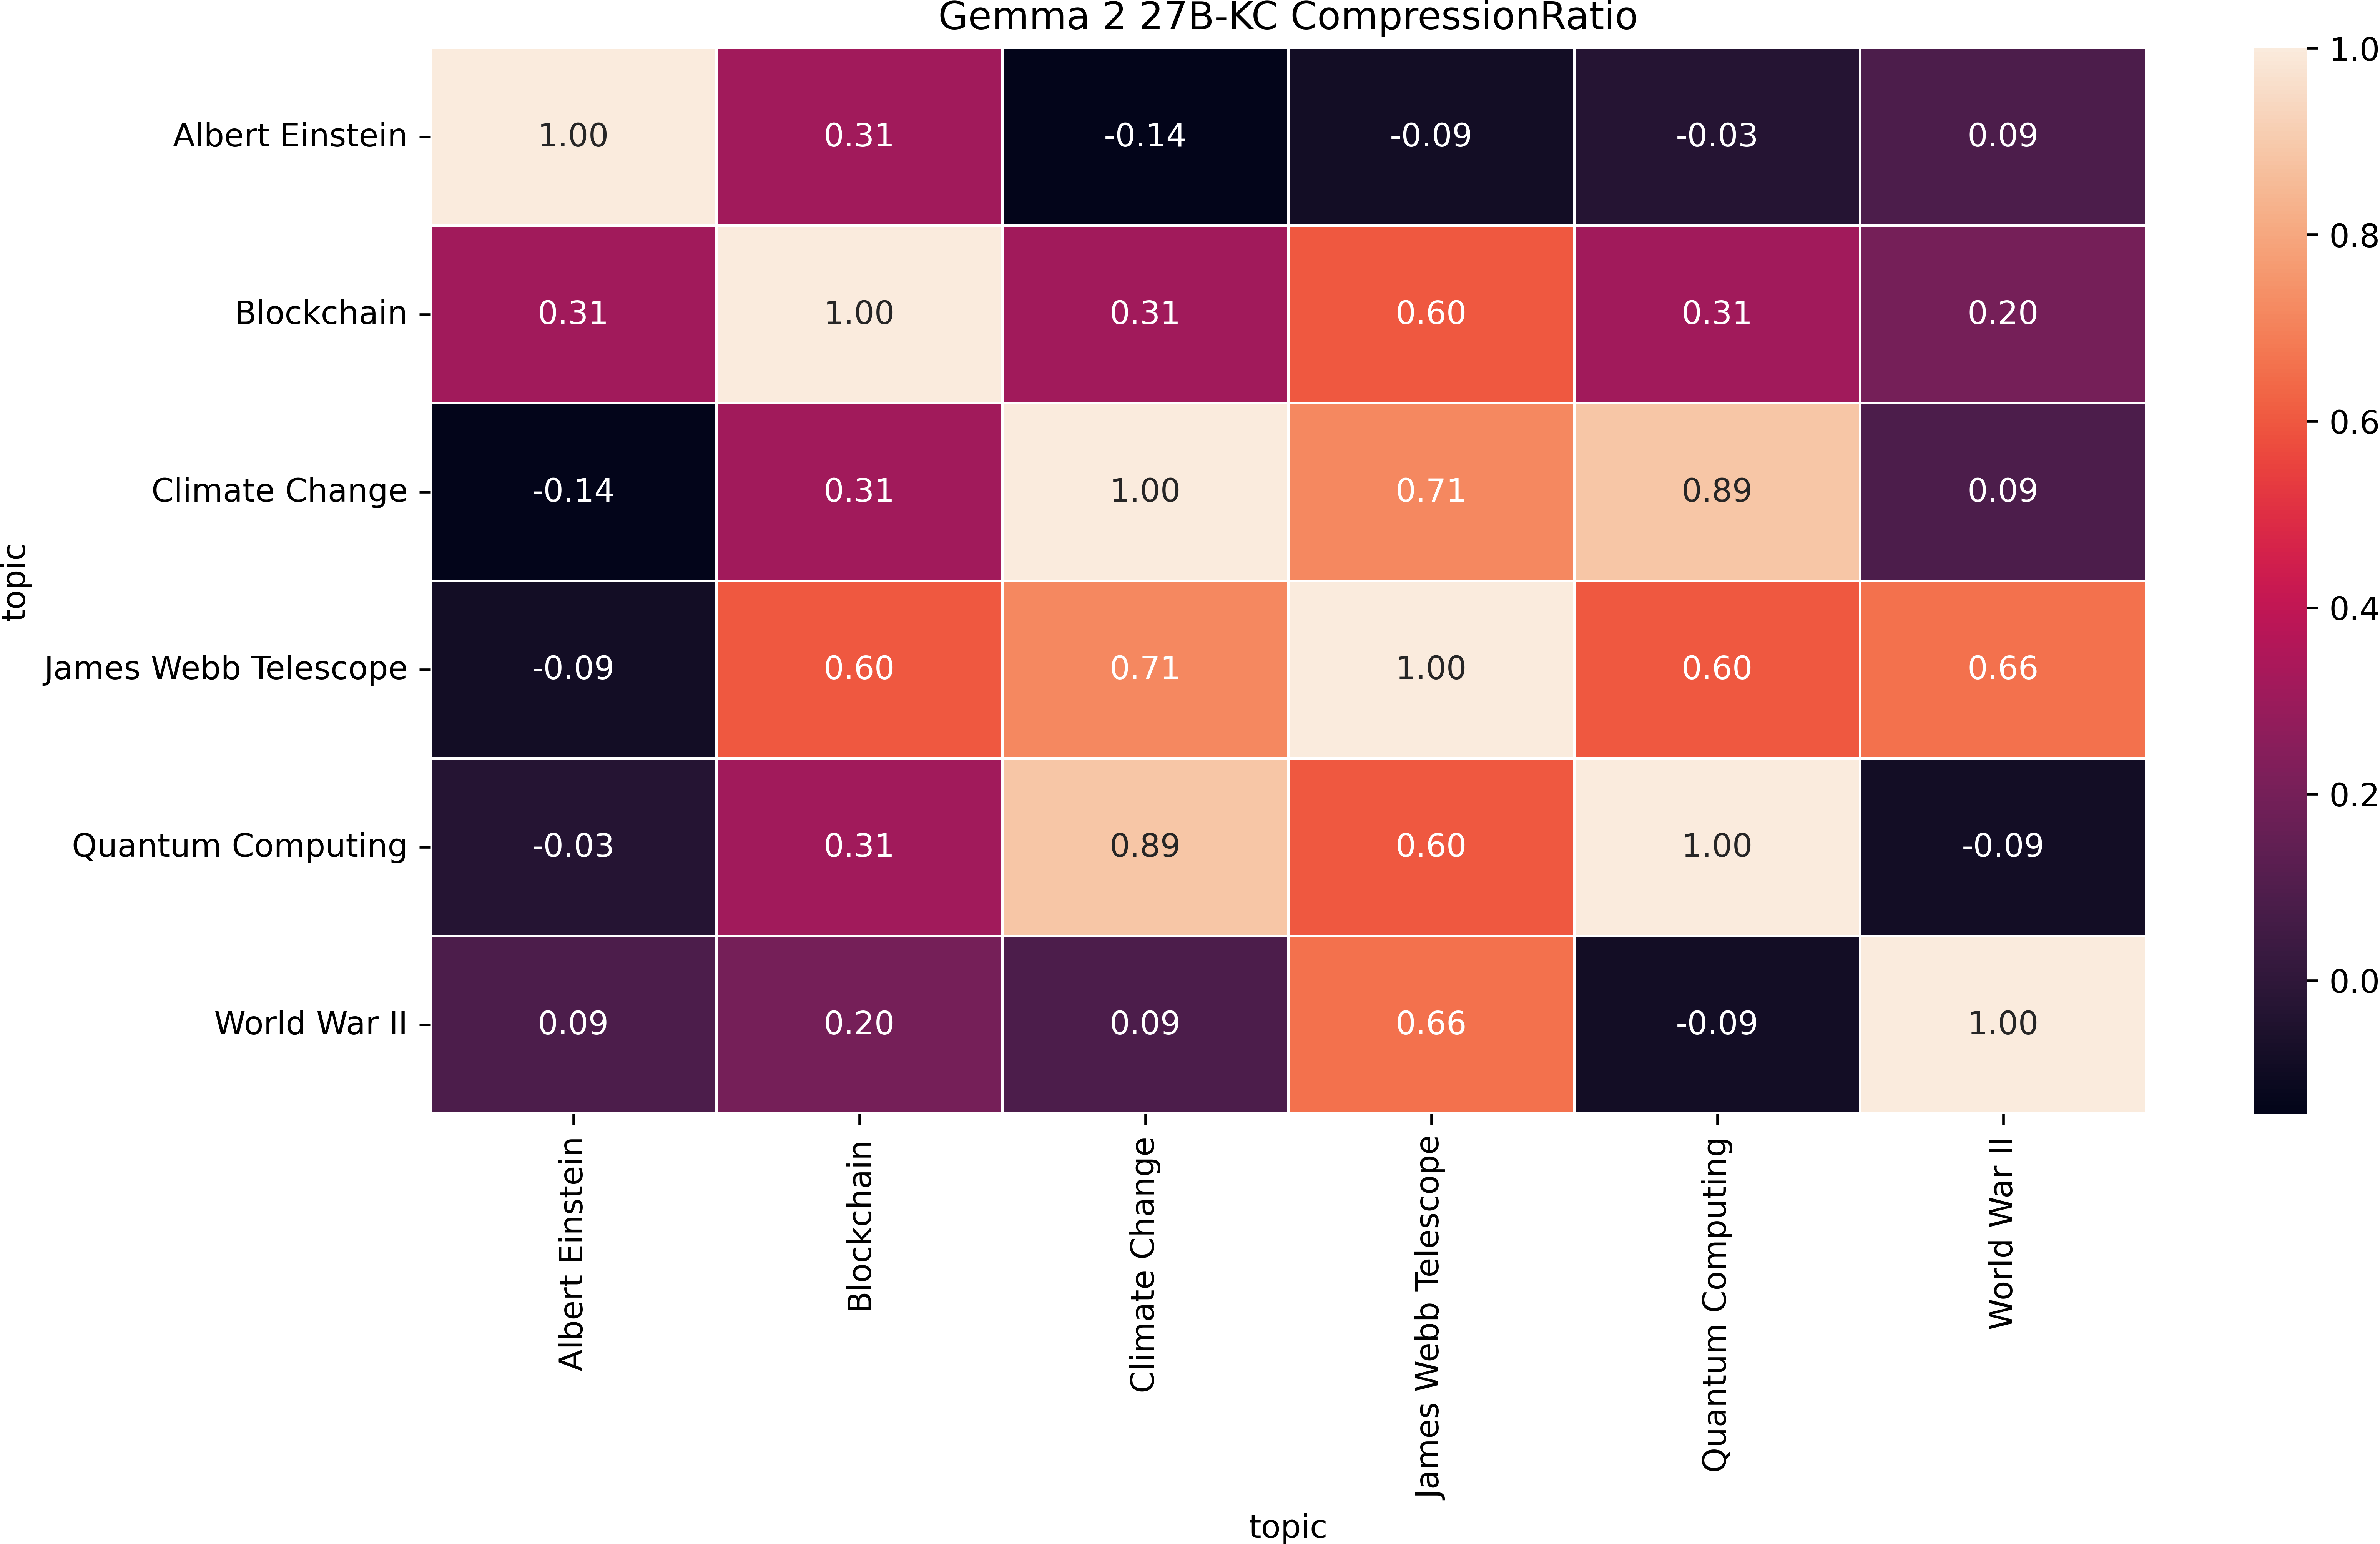 Gemma 2 27B-KC CompressionRatio
Albert Einstein 1.00 0.31 -0.14 -0.09 -0.03 0.09
Blockchain 0.31 1.00 0.31 0.60 0.31 0.20
Climate Change -0.14 0.31 1.00 0.71 0.89 0.09
James Webb Telescope -0.09 0.60 0.71 1.00 0.60 0.66
Quantum Computing -0.03 0.31 0.89 0.60 1.00 -0.09
World War II 0.09 0.20 0.09 0.66 -0.09 1.00
topic
Albert Einstein
Blockchain
Climate Change
James Webb Telescope
Quantum Computing
World War II
topic
1.0
0.8
0.6
0.4
0.2
0.0